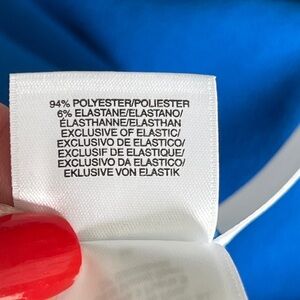 94% POLYESTER/POLIESTER
6% ELASTANE/ELASTANO/
ÉLASTHANNE/ELASTHAN
EXCLUSIVE OF ELASTIC/
EXCLUSIVO DE ELASTICO/
EXCLUSIF DE ELASTIQUE/
EXCLUSIVO DA ELASTICO/
EKLUSIVE VON ELASTIK